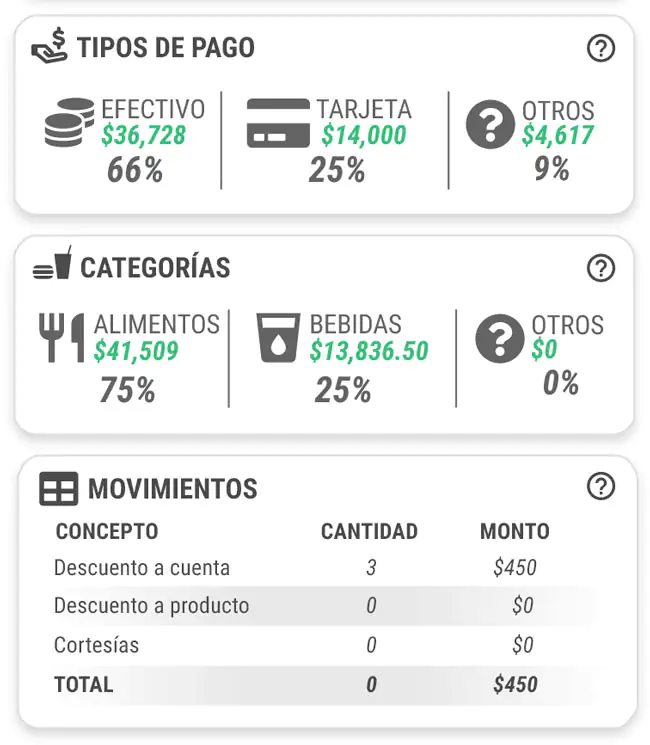 TIPOS DE PAGO
EFECTIVO TARJETA OTROS
$36,728 $14,000 $4,617
66% 25% 9%
CATEGORÍAS
ALIMENTOS BEBIDAS OTROS
$41,509 $13,836.50 $0
75% 25% 0%
MOVIMIENTOS
CONCEPTO CANTIDAD MONTO
Descuento a cuenta 3 $450
Descuento a producto 0 $0
Cortesías 0 $0
TOTAL 0 $450